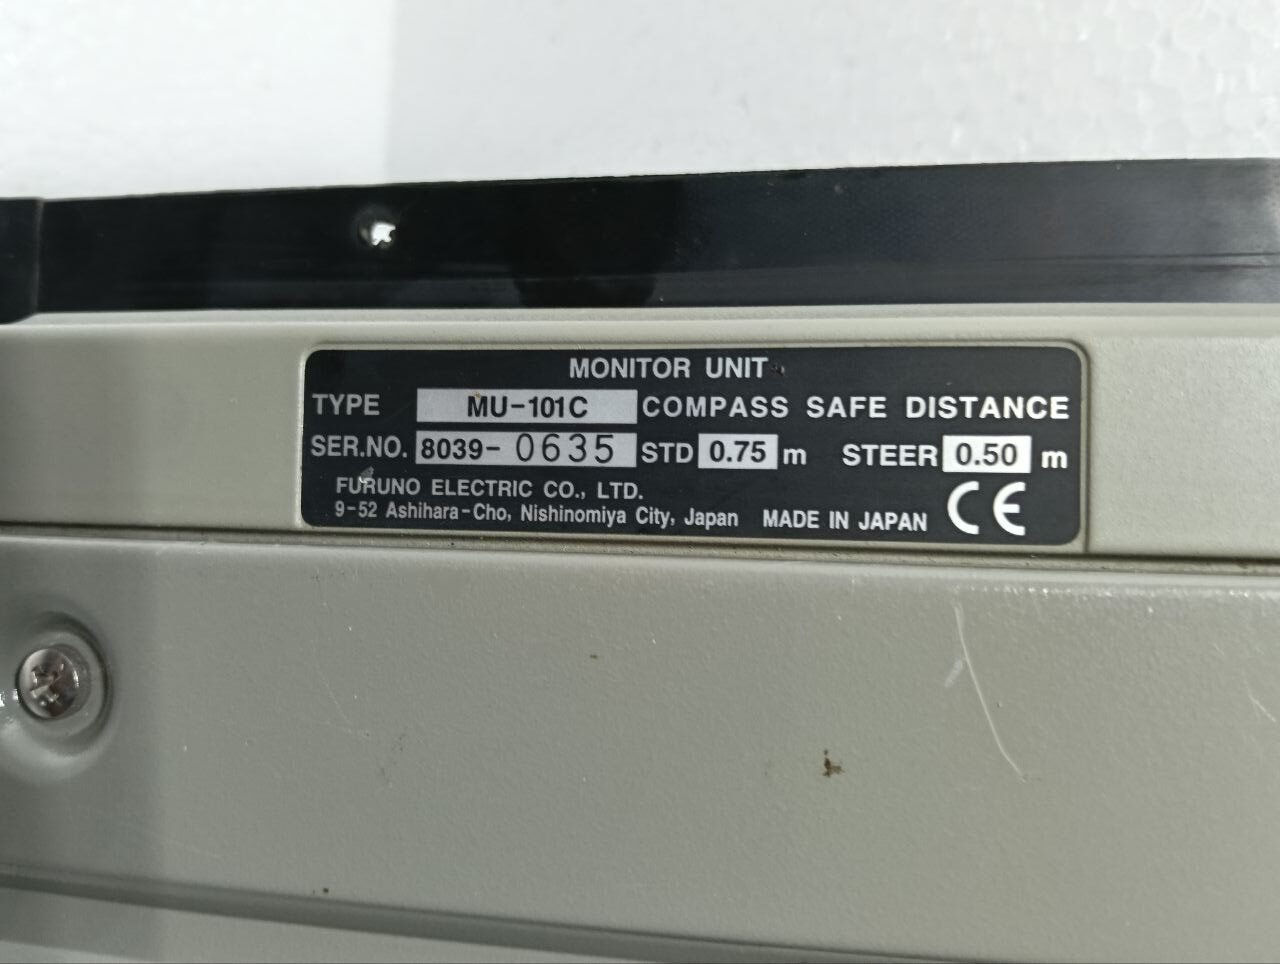 MONITOR UNIT
TYPE MU-101C COMPASS SAFE DISTANCE
SER.NO. 8039- 0635 STD 0.75 m STEER 0.50 m
FURUNO ELECTRIC CO., LTD.
9-52 Ashihara-Cho, Nishinomiya City, Japan MADE IN JAPAN CE